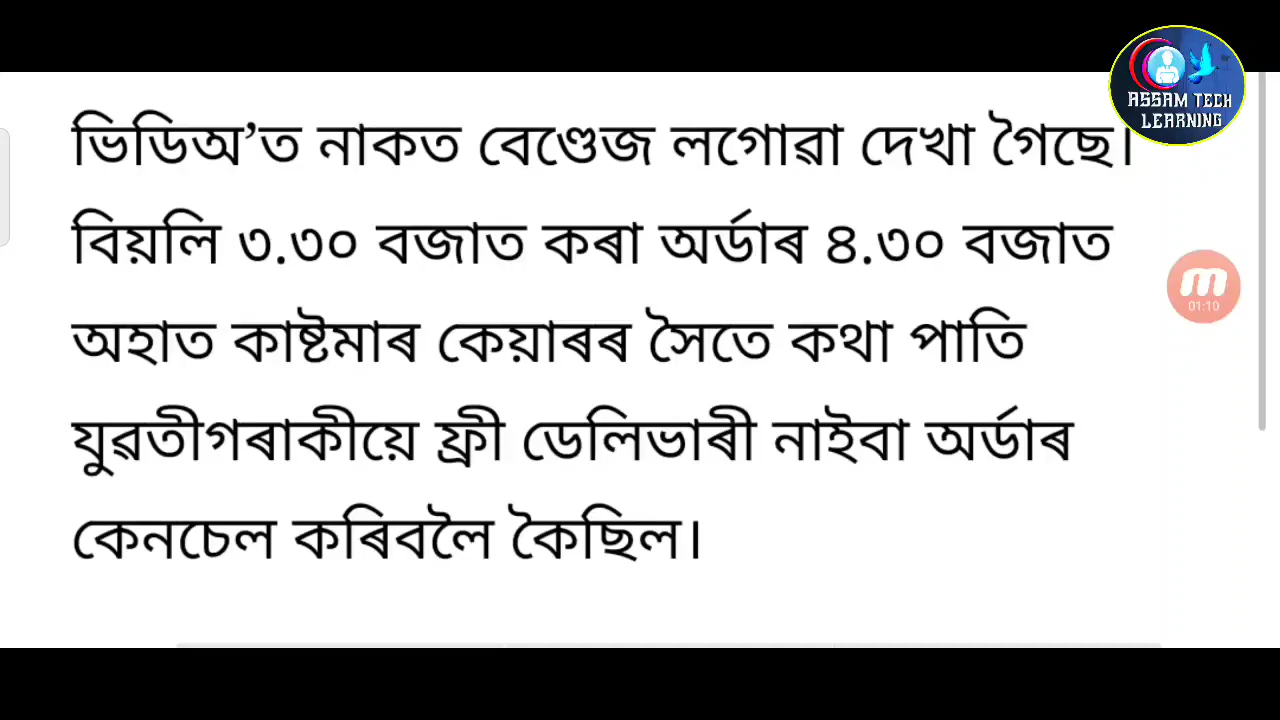 ASSAM TECH
LEARNING
ভিডিঅ’ত নাকত বেণ্ডেজ লগোৱা দেখা গৈছে।
বিয়লি ৩.৩০ বজাত কৰা অৰ্ডাৰ ৪.৩০ বজাত
01:10
অহাত কাষ্টমাৰ কেয়াৰৰ সৈতে কথা পাতি
যুৱতীগৰাকীয়ে ফ্ৰী ডেলিভাৰী নাইবা অৰ্ডাৰ
কেনচেল কৰিবলৈ কৈছিল।